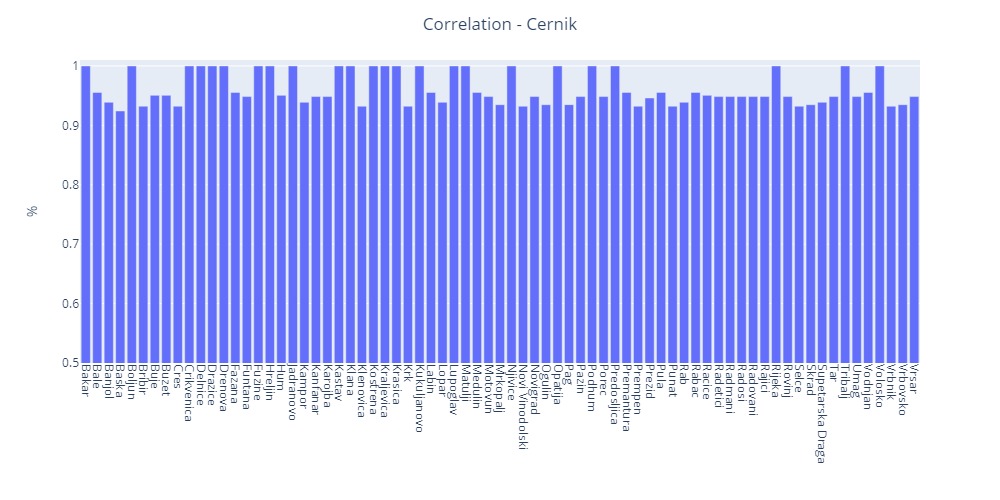 Correlation - Cernik
%
1
0.9
0.8
0.7
0.6
0.5
Bakar
Bale
Banjol
Baska
Boljun
Bribir
Buje
Buzet
Cres
Crikvenica
Delnice
Drazice
Drenova
Fazana
Funtana
Fuzine
Hreljin
Hum
Jadranovo
Kampor
Kanfanar
Karojba
Kastav
Klana
Klenovica
Kostrena
Kraljevica
Krasica
Krk
Kukuljanovo
Labin
Lopar
Lupoglav
Matulji
Medulin
Motovun
Mrkopalj
Njivice
Novi Vinodolski
Novigrad
Ogulin
Opatija
Pag
Pazin
Podhum
Porec
Predosljica
Premantura
Prempen
Prezid
Pula
Punat
Rab
Rabac
Racice
Radetici
Radmani
Radosi
Radovani
Rajici
Rijeka
Rovinj
Selce
Skrad
Supetarska Draga
Tar
Tribalj
Umag
Vodnjan
Volosko
Vrbnik
Vrbovsko
Vrsar